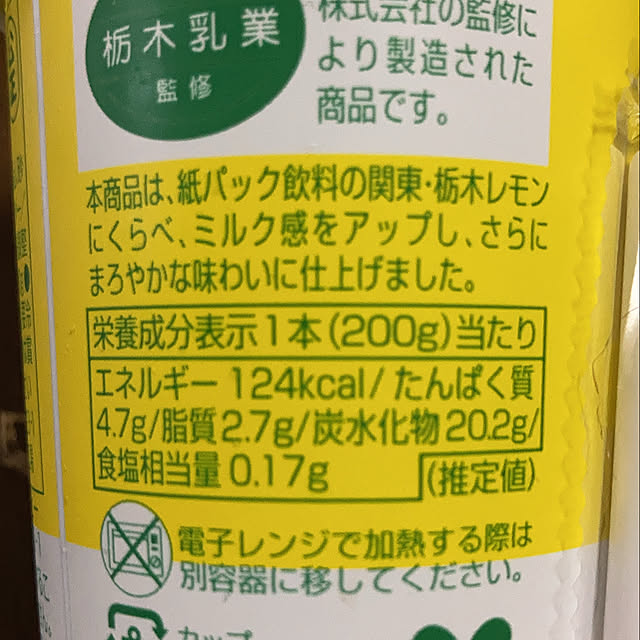 栃木乳業
監修
株式会社の監修に
より製造された
商品です。
本商品は、紙パック飲料の関東・栃木レモン
にくらべ、ミルク感をアップし、さらに
まろやかな味わいに仕上げました。
栄養成分表示1本(200g)当たり
エネルギー 124kcal/たんぱく質
4.7g/脂質2.7g/炭水化物20.2g/
食塩相当量 0.17g
(推定値)
電子レンジで加熱する際は
別容器に移してください。
カップ